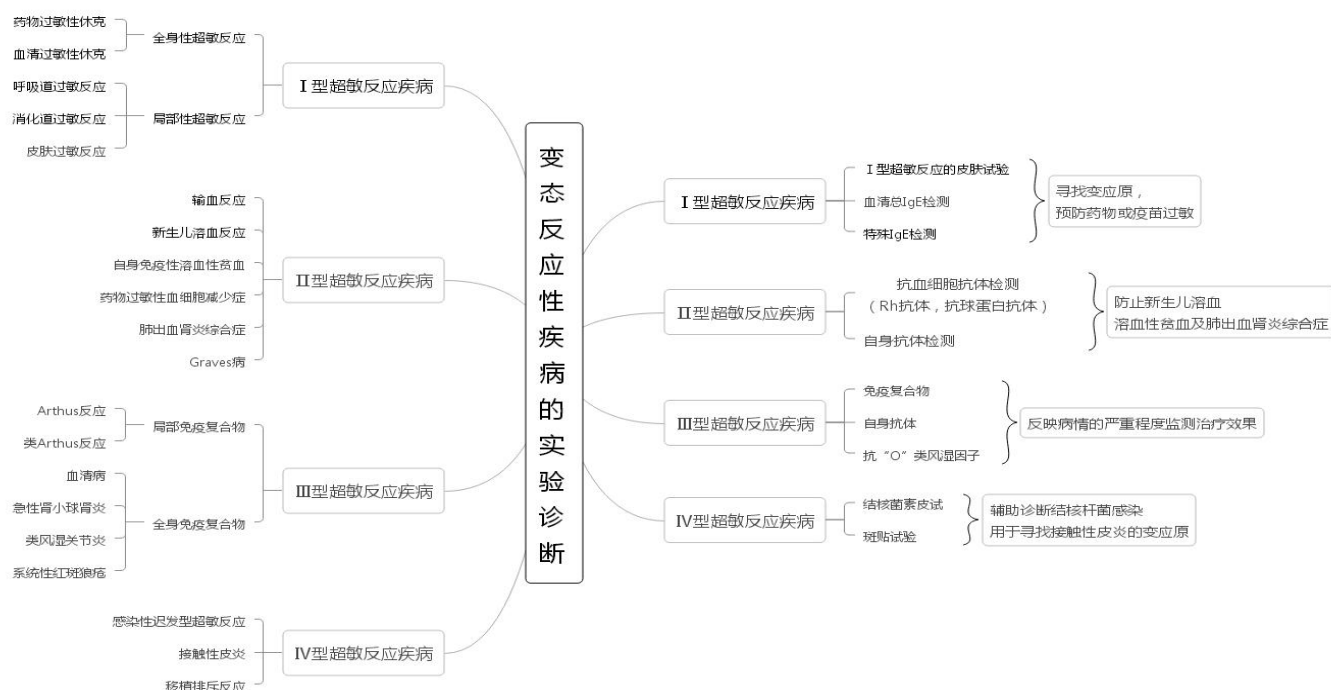 变态反应性疾病的实验诊断
Ⅰ型超敏反应疾病
全身性超敏反应
药物过敏性休克
血清过敏性休克
局部性超敏反应
呼吸道过敏反应
消化道过敏反应
皮肤过敏反应
Ⅱ型超敏反应疾病
输血反应
新生儿溶血反应
自身免疫性溶血性贫血
药物过敏性血细胞减少症
肺出血肾炎综合症
Graves病
Ⅲ型超敏反应疾病
局部免疫复合物
Arthus反应
类Arthus反应
全身免疫复合物
血清病
急性肾小球肾炎
类风湿关节炎
系统性红斑狼疮
Ⅳ型超敏反应疾病
感染性迟发型超敏反应
接触性皮炎
移植排斥反应
Ⅰ型超敏反应疾病
Ⅰ型超敏反应的皮肤试验
血清总IgE检测
特殊IgE检测
寻找变应原，
预防药物或疫苗过敏
Ⅱ型超敏反应疾病
抗血细胞抗体检测
（Rh抗体，抗球蛋白抗体）
自身抗体检测
防止新生儿溶血
溶血性贫血及肺出血肾炎综合症
Ⅲ型超敏反应疾病
免疫复合物
自身抗体
抗“O”类风湿因子
反映病情的严重程度监测治疗效果
Ⅳ型超敏反应疾病
结核菌素皮试
斑贴试验
辅助诊断结核杆菌感染
用于寻找接触性皮炎的变应原